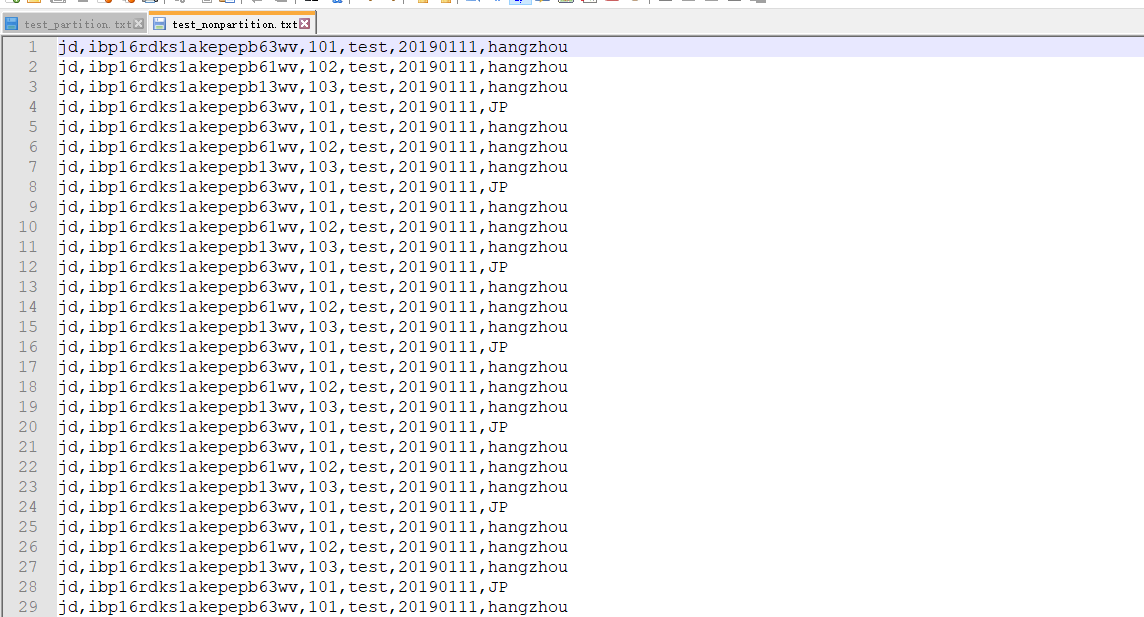 test_partition.txt test_nonpartition.txt
1 jd,ibp16rdks1akepepb63wv,101,test,20190111,hangzhou
2 jd,ibp16rdks1akepepb61wv,102,test,20190111,hangzhou
3 jd,ibp16rdks1akepepb13wv,103,test,20190111,hangzhou
4 jd,ibp16rdks1akepepb63wv,101,test,20190111,JP
5 jd,ibp16rdks1akepepb63wv,101,test,20190111,hangzhou
6 jd,ibp16rdks1akepepb61wv,102,test,20190111,hangzhou
7 jd,ibp16rdks1akepepb13wv,103,test,20190111,hangzhou
8 jd,ibp16rdks1akepepb63wv,101,test,20190111,JP
9 jd,ibp16rdks1akepepb63wv,101,test,20190111,hangzhou
10 jd,ibp16rdks1akepepb61wv,102,test,20190111,hangzhou
11 jd,ibp16rdks1akepepb13wv,103,test,20190111,hangzhou
12 jd,ibp16rdks1akepepb63wv,101,test,20190111,JP
13 jd,ibp16rdks1akepepb63wv,101,test,20190111,hangzhou
14 jd,ibp16rdks1akepepb61wv,102,test,20190111,hangzhou
15 jd,ibp16rdks1akepepb13wv,103,test,20190111,hangzhou
16 jd,ibp16rdks1akepepb63wv,101,test,20190111,JP
17 jd,ibp16rdks1akepepb63wv,101,test,20190111,hangzhou
18 jd,ibp16rdks1akepepb61wv,102,test,20190111,hangzhou
19 jd,ibp16rdks1akepepb13wv,103,test,20190111,hangzhou
20 jd,ibp16rdks1akepepb63wv,101,test,20190111,JP
21 jd,ibp16rdks1akepepb63wv,101,test,20190111,hangzhou
22 jd,ibp16rdks1akepepb61wv,102,test,20190111,hangzhou
23 jd,ibp16rdks1akepepb13wv,103,test,20190111,hangzhou
24 jd,ibp16rdks1akepepb63wv,101,test,20190111,JP
25 jd,ibp16rdks1akepepb63wv,101,test,20190111,hangzhou
26 jd,ibp16rdks1akepepb61wv,102,test,20190111,hangzhou
27 jd,ibp16rdks1akepepb13wv,103,test,20190111,hangzhou
28 jd,ibp16rdks1akepepb63wv,101,test,20190111,JP
29 jd,ibp16rdks1akepepb63wv,101,test,20190111,hangzhou